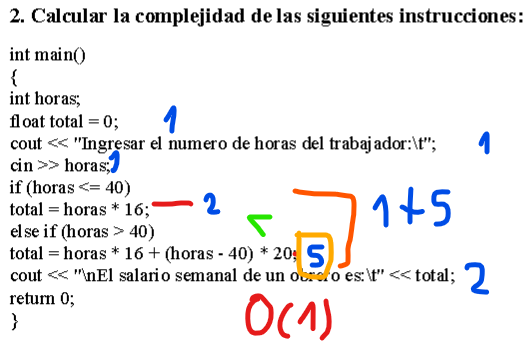 2. Calcular la complejidad de las siguientes instrucciones:
int main()
{
int horas;
float total = 0; 1
cout << "Ingresar el numero de horas del trabajador:\t"; 1
cin >> horas; 1
if (horas <= 40)
total = horas * 16; 2
else if (horas > 40) < 1+5
total = horas * 16 + (horas - 40) * 20; 5
cout << "\nEl salario semanal de un obrero es:\t" << total; 2
return 0;
} O(1)